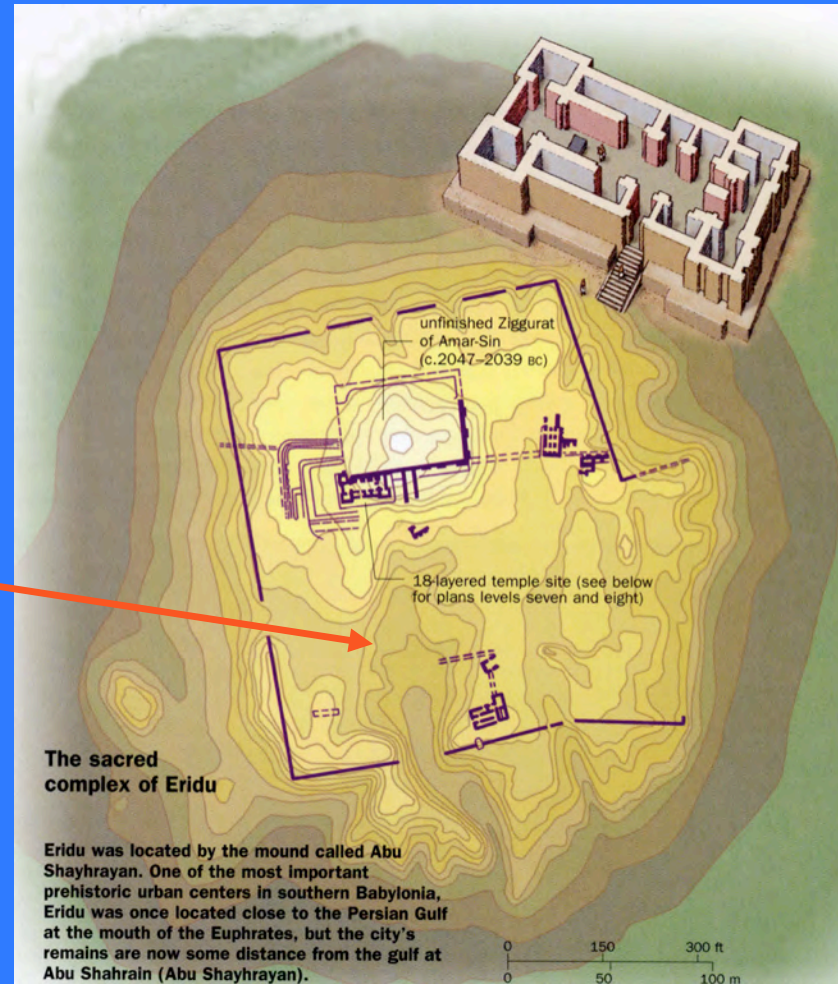 unfinished Ziggurat
of Amar-Sin
(c.2047–2039 BC)
18-layered temple site (see below
for plans levels seven and eight)
The sacred
complex of Eridu
Eridu was located by the mound called Abu
Shayhrayan. One of the most important
prehistoric urban centers in southern Babylonia,
Eridu was once located close to the Persian Gulf
at the mouth of the Euphrates, but the city's
remains are now some distance from the gulf at
Abu Shahrain (Abu Shayhrayan).
0 150 300 ft
0 50 100 m